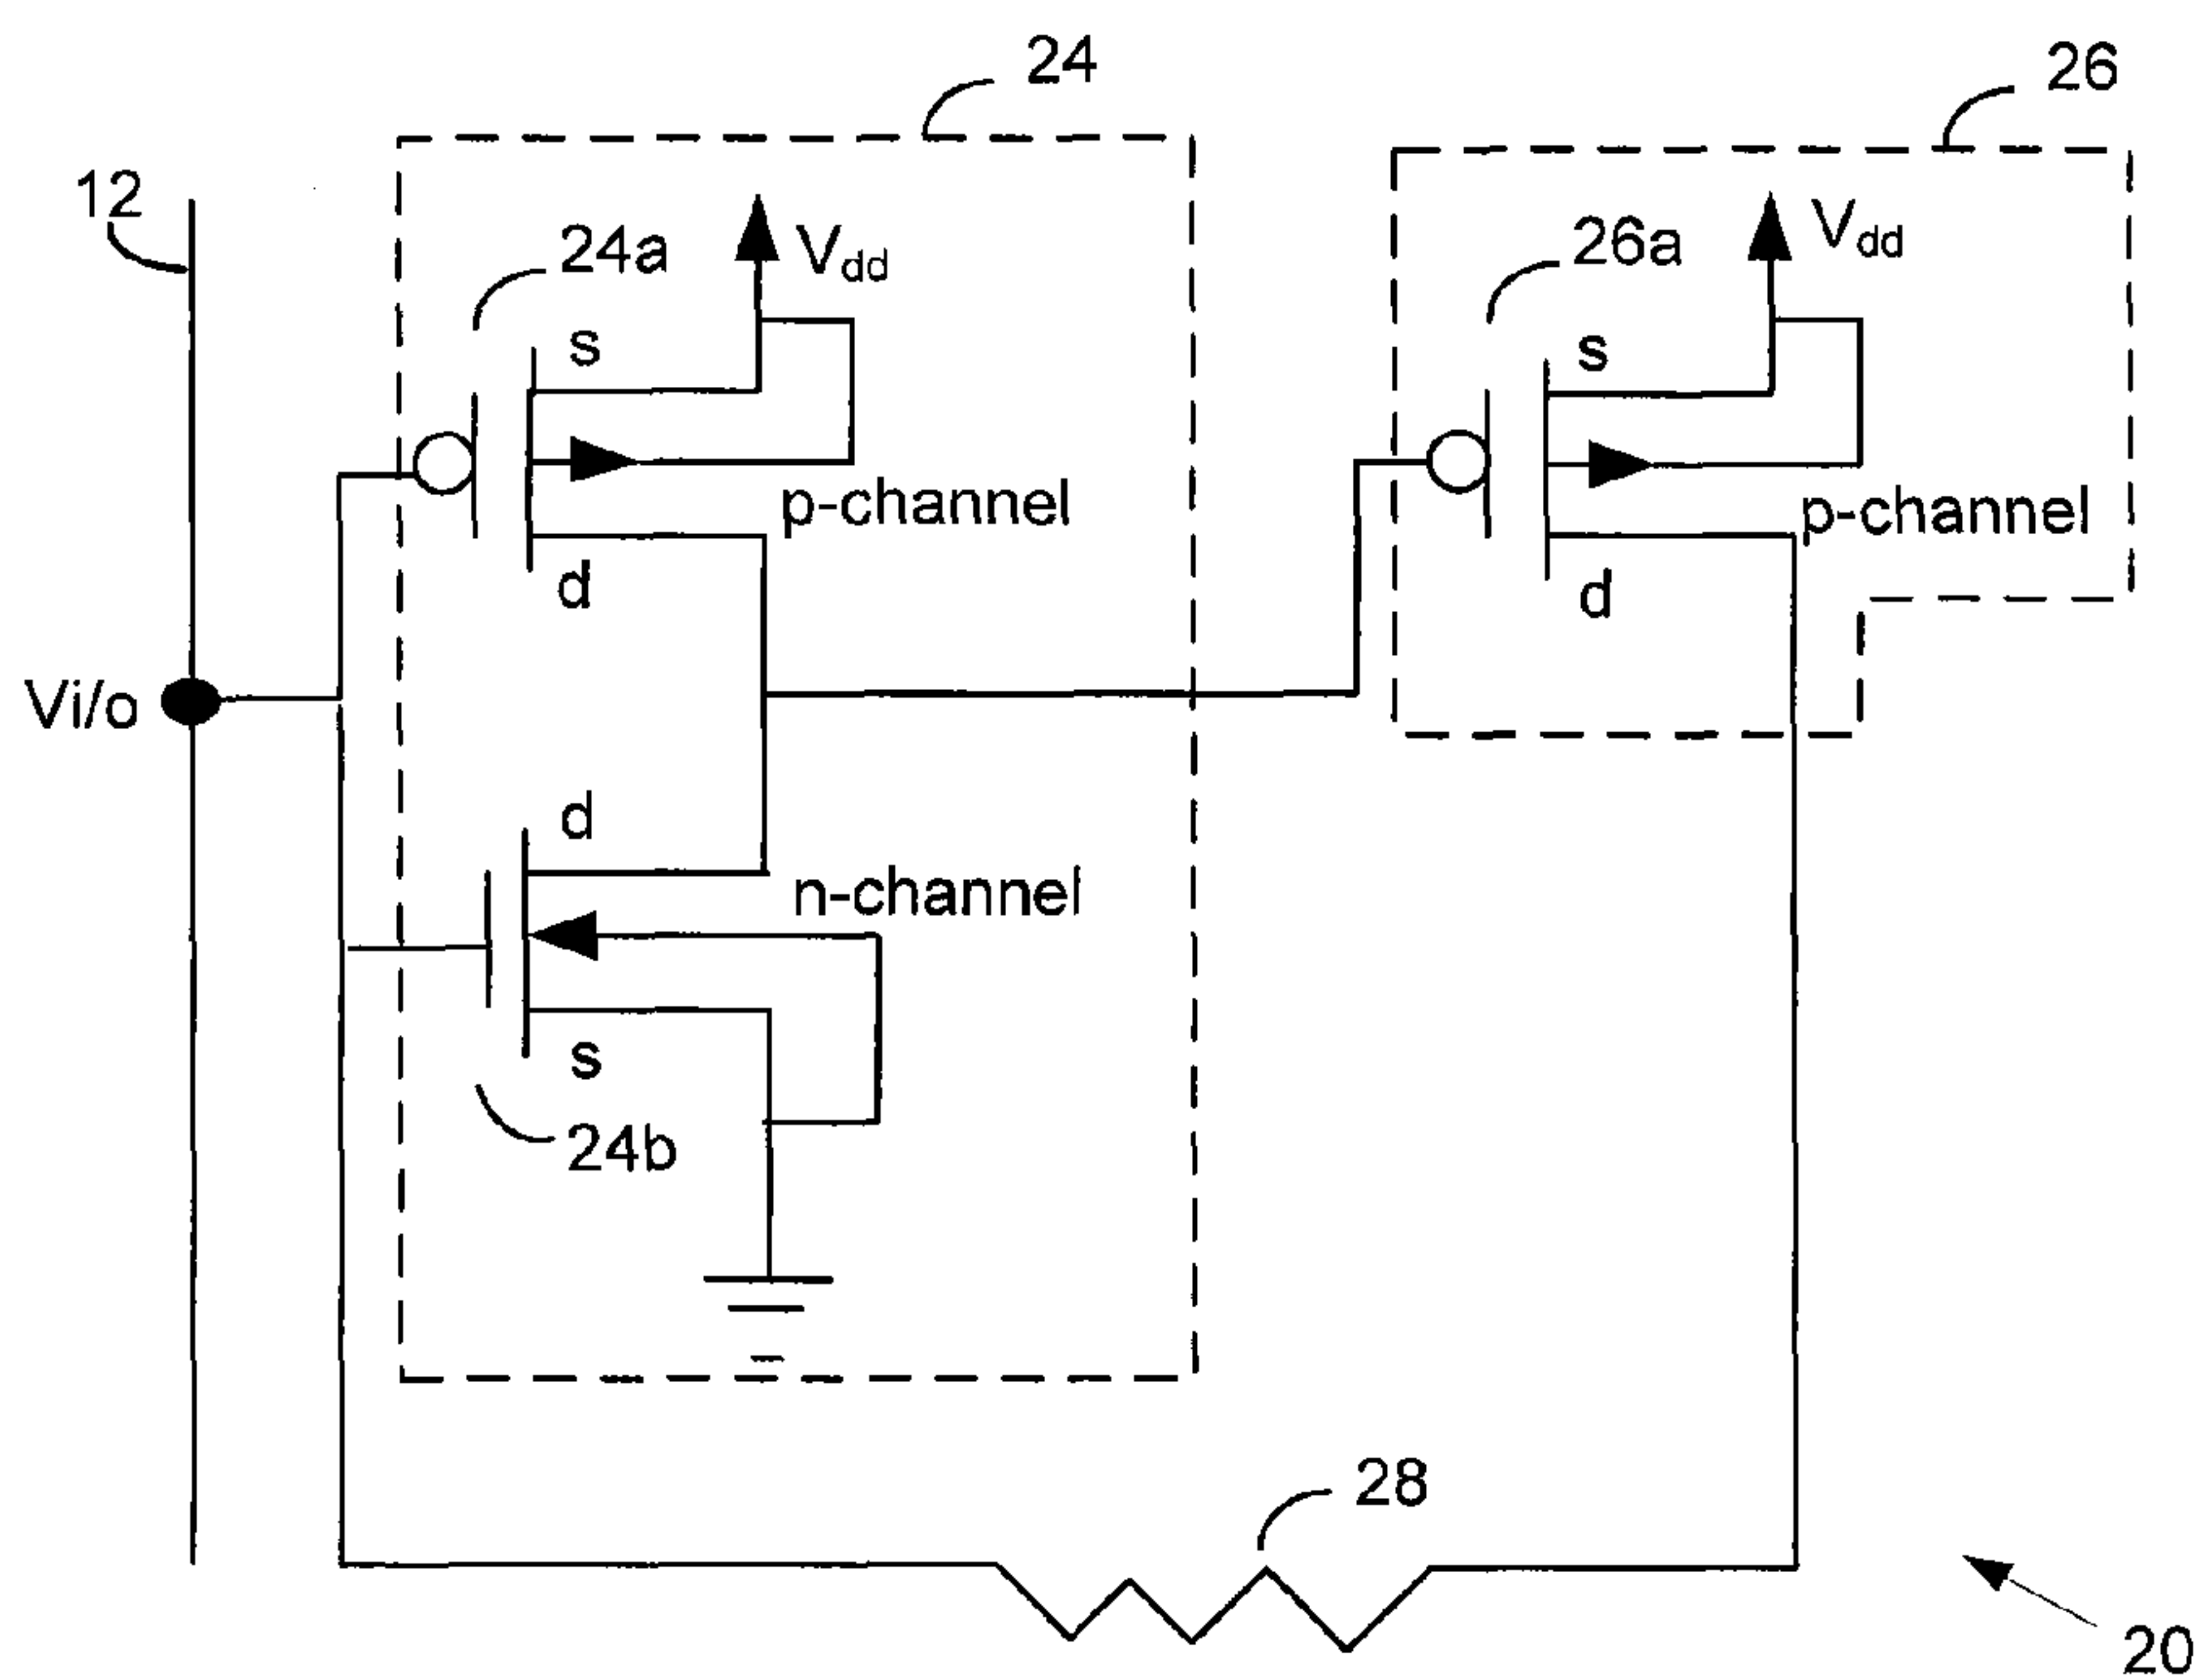 24
26
12
24a
Vdd
26a
Vdd
s
s
p-channel
p-channel
d
d
Vi/o
d
n-channel
s
24b
28
20